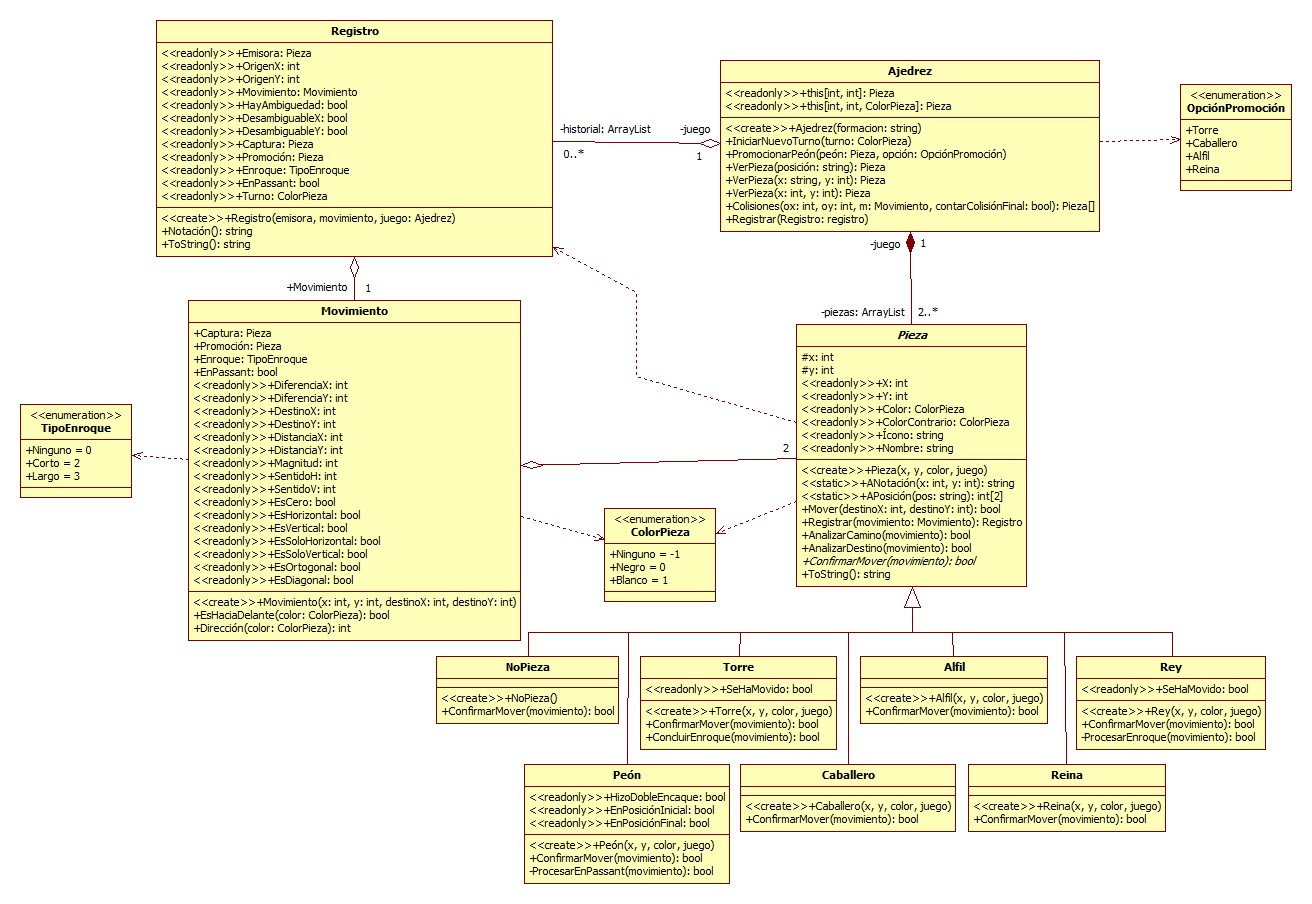 Registro
<<readonly>>+Emisora: Pieza
<<readonly>>+OrigenX: int
<<readonly>>+OrigenY: int
<<readonly>>+Movimiento: Movimiento
<<readonly>>+HayAmbiguedad: bool
<<readonly>>+DesambiguableX: bool
<<readonly>>+DesambiguableY: bool
<<readonly>>+Captura: Pieza
<<readonly>>+Promoción: Pieza
<<readonly>>+Enroque: TipoEnroque
<<readonly>>+EnPassant: bool
<<readonly>>+Turno: ColorPieza
<<create>>+Registro(emisora, movimiento, juego: Ajedrez)
+Notación(): string
+ToString(): string
-historial: ArrayList
0..*
-juego
1
Ajedrez
<<readonly>>+this[int, int]: Pieza
<<readonly>>+this[int, int, ColorPieza]: Pieza
<<create>>+Ajedrez(formacion: string)
+IniciarNuevoTurno(turno: ColorPieza)
+PromocionarPeón(peón: Pieza, opción: OpciónPromoción)
+VerPieza(posición: string): Pieza
+VerPieza(x: string, y: int): Pieza
+VerPieza(x: int, y: int): Pieza
+Colisiones(ox: int, oy: int, m: Movimiento, contarColisiónFinal: bool): Pieza[]
+Registrar(Registro: registro)
<<enumeration>>
OpciónPromoción
+Torre
+Caballero
+Alfil
+Reina
-juego
1
-piezas: ArrayList
2..*
+Movimiento
1
Movimiento
+Captura: Pieza
+Promoción: Pieza
+Enroque: TipoEnroque
+EnPassant: bool
<<readonly>>+DiferenciaX: int
<<readonly>>+DiferenciaY: int
<<readonly>>+DestinoX: int
<<readonly>>+DestinoY: int
<<readonly>>+DistanciaX: int
<<readonly>>+DistanciaY: int
<<readonly>>+Magnitud: int
<<readonly>>+SentidoH: int
<<readonly>>+SentidoV: int
<<readonly>>+EsCero: bool
<<readonly>>+EsHorizontal: bool
<<readonly>>+EsVertical: bool
<<readonly>>+EsSoloHorizontal: bool
<<readonly>>+EsSoloVertical: bool
<<readonly>>+EsOrtogonal: bool
<<readonly>>+EsDiagonal: bool
<<create>>+Movimiento(x: int, y: int, destinoX: int, destinoY: int)
+EsHaciaDelante(color: ColorPieza): bool
+Dirección(color: ColorPieza): int
<<enumeration>>
TipoEnroque
+Ninguno = 0
+Corto = 2
+Largo = 3
2
<<enumeration>>
ColorPieza
+Ninguno = -1
+Negro = 0
+Blanco = 1
Pieza
#x: int
#y: int
<<readonly>>+X: int
<<readonly>>+Y: int
<<readonly>>+Color: ColorPieza
<<readonly>>+ColorContrario: ColorPieza
<<readonly>>+Ícono: string
<<readonly>>+Nombre: string
<<create>>+Pieza(x, y, color, juego)
<<static>>+ANotación(x: int, y: int): string
<<static>>+APosición(pos: string): int[2]
+Mover(destinoX: int, destinoY: int): bool
+Registrar(movimiento: Movimiento): Registro
+AnalizarCamino(movimiento): bool
+AnalizarDestino(movimiento): bool
+ConfirmarMover(movimiento): bool
+ToString(): string
NoPieza
<<create>>+NoPieza()
+ConfirmarMover(movimiento): bool
Torre
<<readonly>>+SeHaMovido: bool
<<create>>+Torre(x, y, color, juego)
+ConfirmarMover(movimiento): bool
+ConcluirEnroque(movimiento): bool
Alfil
<<create>>+Alfil(x, y, color, juego)
+ConfirmarMover(movimiento): bool
Rey
<<readonly>>+SeHaMovido: bool
<<create>>+Rey(x, y, color, juego)
+ConfirmarMover(movimiento): bool
-ProcesarEnroque(movimiento): bool
Peón
<<readonly>>+HizoDobleEncaque: bool
<<readonly>>+EnPosiciónInicial: bool
<<readonly>>+EnPosiciónFinal: bool
<<create>>+Peón(x, y, color, juego)
+ConfirmarMover(movimiento): bool
-ProcesarEnPassant(movimiento): bool
Caballero
<<create>>+Caballero(x, y, color, juego)
+ConfirmarMover(movimiento): bool
Reina
<<create>>+Reina(x, y, color, juego)
+ConfirmarMover(movimiento): bool